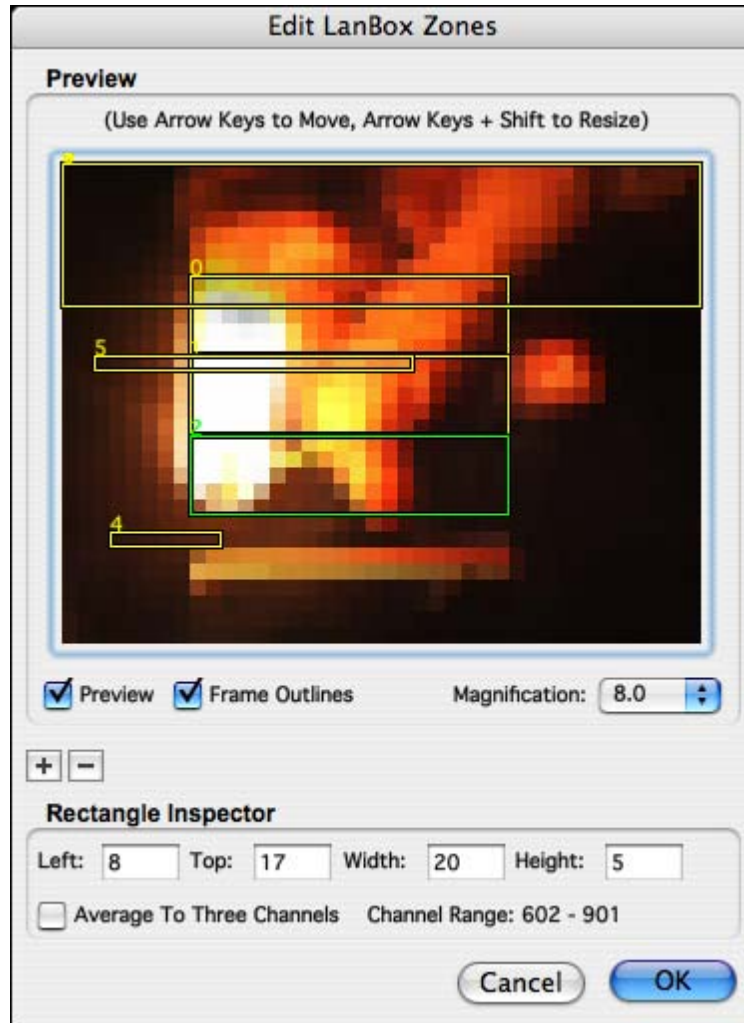 Edit LanBox Zones
Preview
(Use Arrow Keys to Move, Arrow Keys + Shift to Resize)
0
5
2
4
Preview Frame Outlines Magnification: 8.0
+ −
Rectangle Inspector
Left: 8 Top: 17 Width: 20 Height: 5
Average To Three Channels Channel Range: 602 - 901
Cancel OK